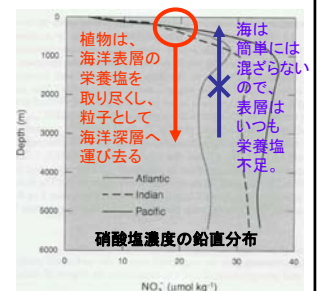 植物は、
海洋表層の
栄養塩を
取り尽くし、
粒子として
海洋深層へ
運び去る
海は
簡単には
混ざらない
ので、
表層は
いつも
栄養塩
不足。
0
1000
2000
3000
4000
5000
6000
Depth (m)
Atlantic
Indian
Pacific
硝酸塩濃度の鉛直分布
0 10 20 30 40
NO₃⁻ (μmol kg⁻¹)